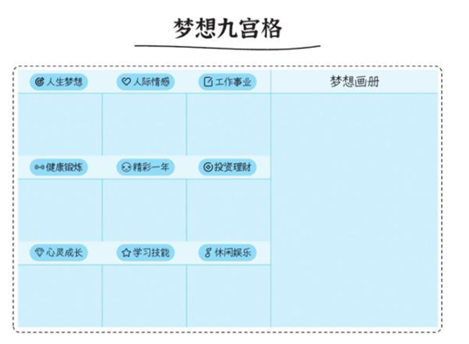 梦想九宫格
人生梦想 人际情感 工作事业 梦想画册
健康锻炼 精彩一年 投资理财
心灵成长 学习技能 休闲娱乐